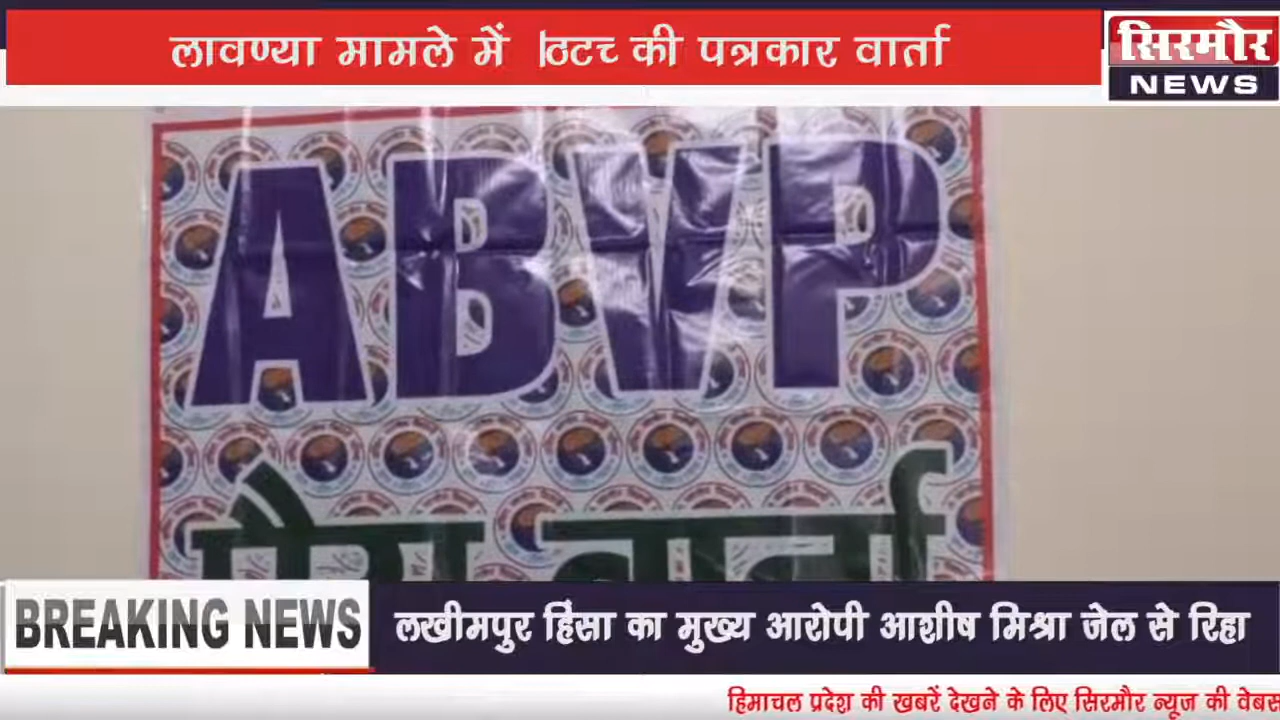 लावण्या मामले में की पत्रकार वार्ता
सिरमौर
NEWS
ABVP
प्रैस वार्ता
BREAKING NEWS
लखीमपुर हिंसा का मुख्य आरोपी आशीष मिश्रा जेल से रिहा
हिमाचल प्रदेश की खबरें देखने के लिए सिरमौर न्यूज की वेबस